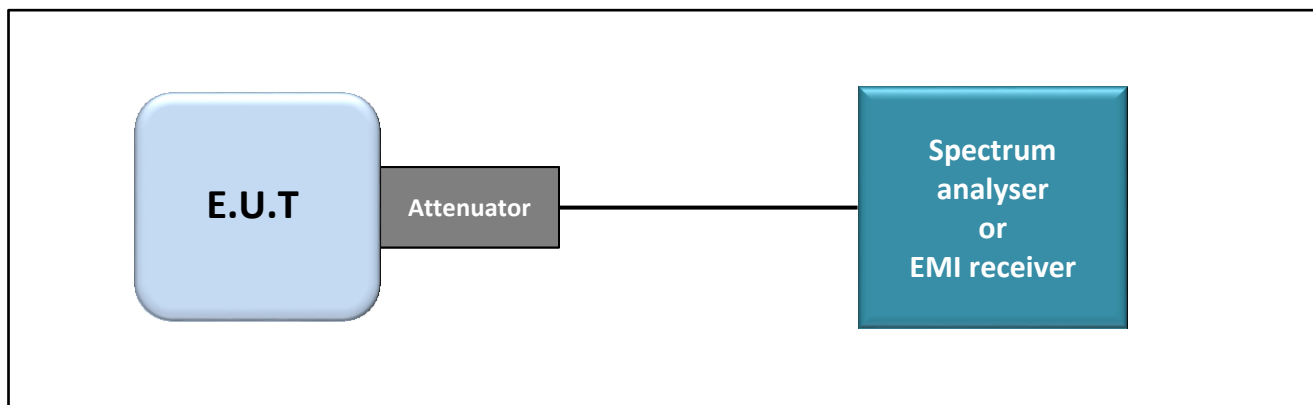 E.U.T
Attenuator
Spectrum
analyser
or
EMI receiver